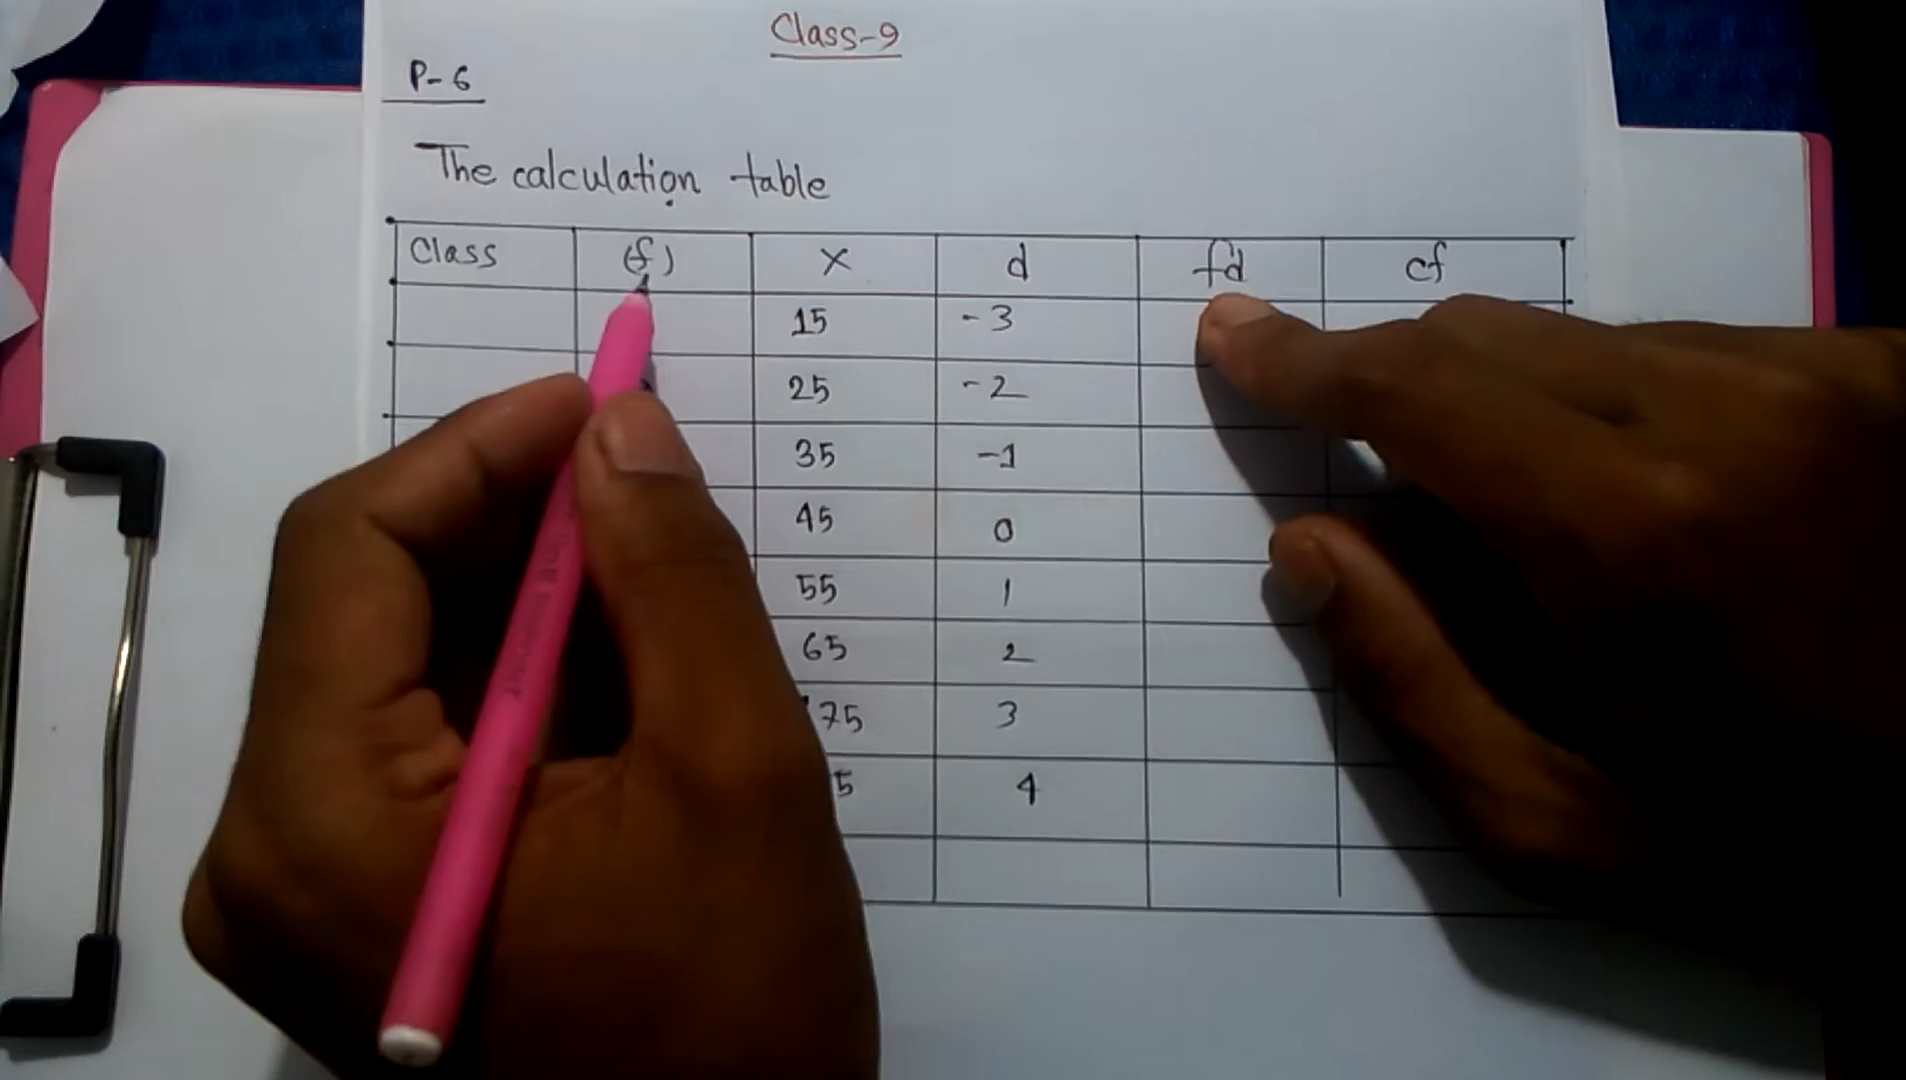 Class-9
P-6
The calculation table
Class (f) x d fd cf
15 -3
25 -2
35 -1
45 0
55 1
65 2
75 3
5 4